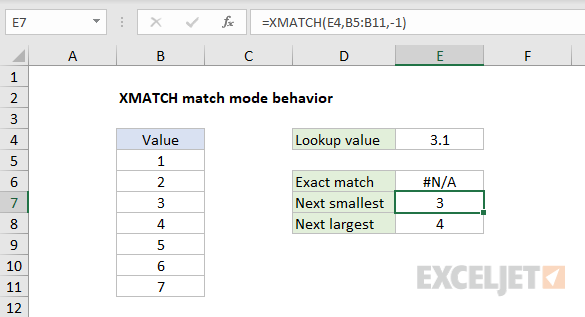 E7 fx =XMATCH(E4,B5:B11,-1)
A B C D E F
1
2 XMATCH match mode behavior
3
4 Value Lookup value 3.1
5 1
6 2 Exact match #N/A
7 3 Next smallest 3
8 4 Next largest 4
9 5
10 6
11 7
12
EXCELJET